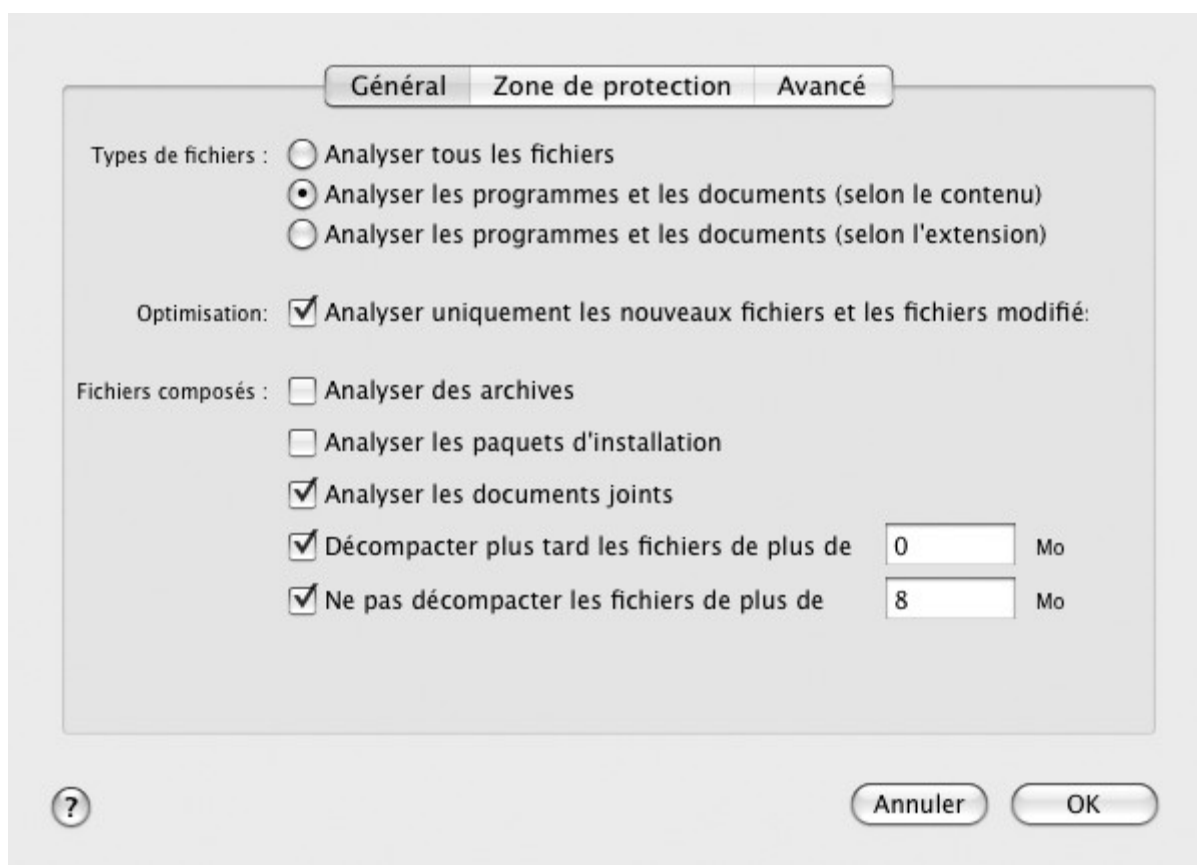 Général Zone de protection Avancé
Types de fichiers : Analyser tous les fichiers
Analyser les programmes et les documents (selon le contenu)
Analyser les programmes et les documents (selon l'extension)
Optimisation: Analyser uniquement les nouveaux fichiers et les fichiers modifié
Fichiers composés : Analyser des archives
Analyser les paquets d'installation
Analyser les documents joints
Décompacter plus tard les fichiers de plus de 0 Mo
Ne pas décompacter les fichiers de plus de 8 Mo
? Annuler OK